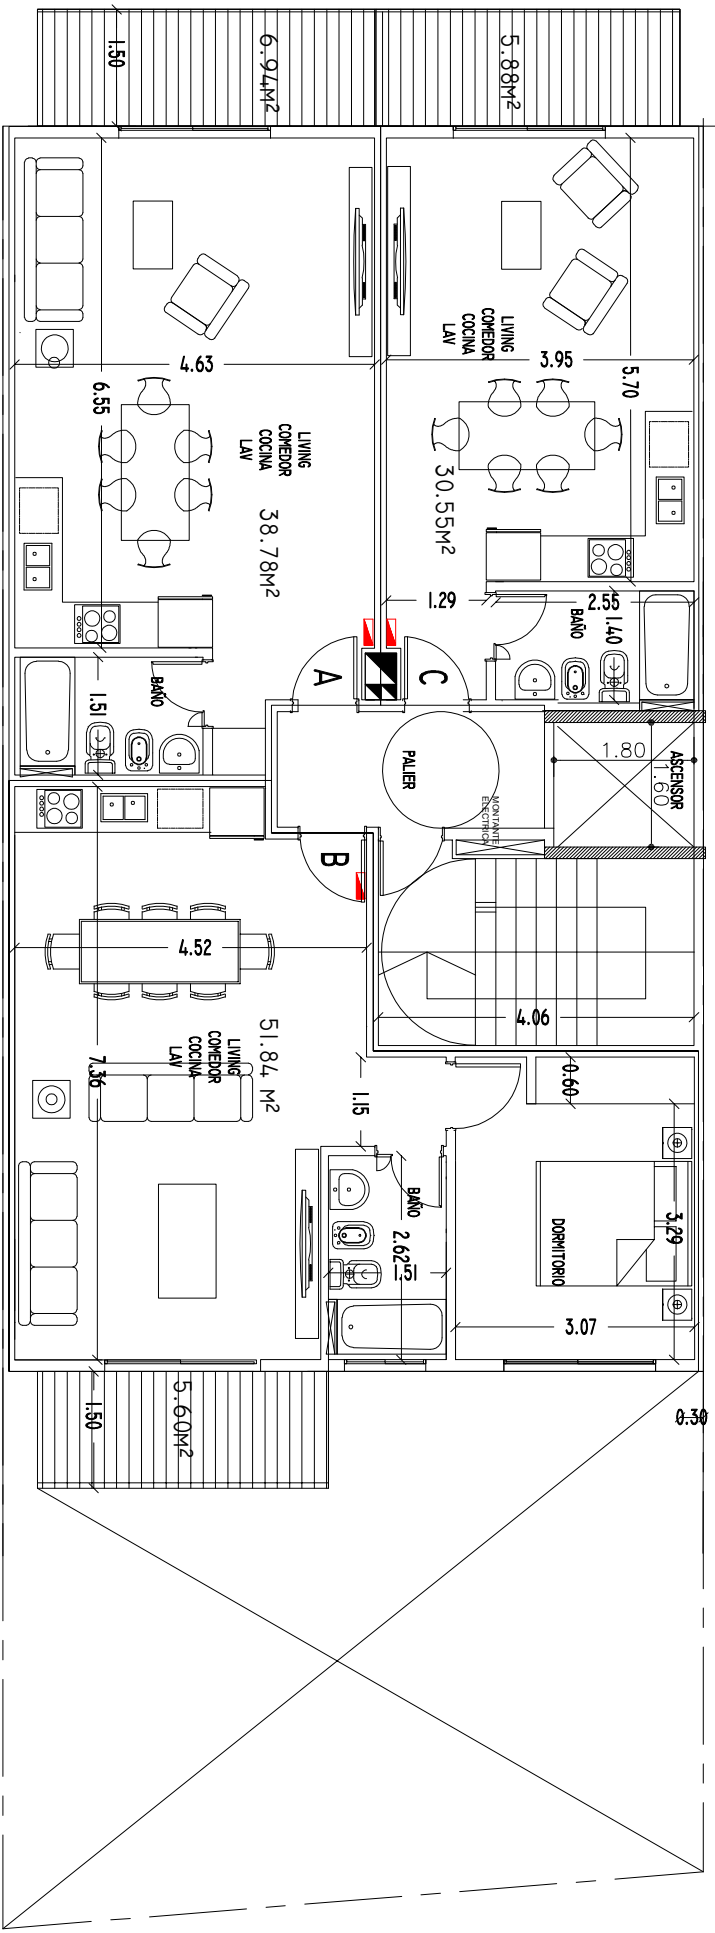 1.50
6.94M²
5.88M²
LIVING
COMEDOR
COCINA
LAV
4.63
3.95
6.55
5.70
LIVING
COMEDOR
COCINA
LAV
38.78M²
30.55M²
1.29
2.55
1.40
BAÑO
A
C
1.51
BAÑO
PALIER
MONTANTE
ELECTRICA
ASCENSOR
1.80
1.60
B
4.52
4.06
51.84 M²
LIVING
COMEDOR
COCINA
LAV
7.36
1.15
0.60
BAÑO
2.62
1.51
DORMITORIO
3.29
3.07
1.50
5.60M²
0.30